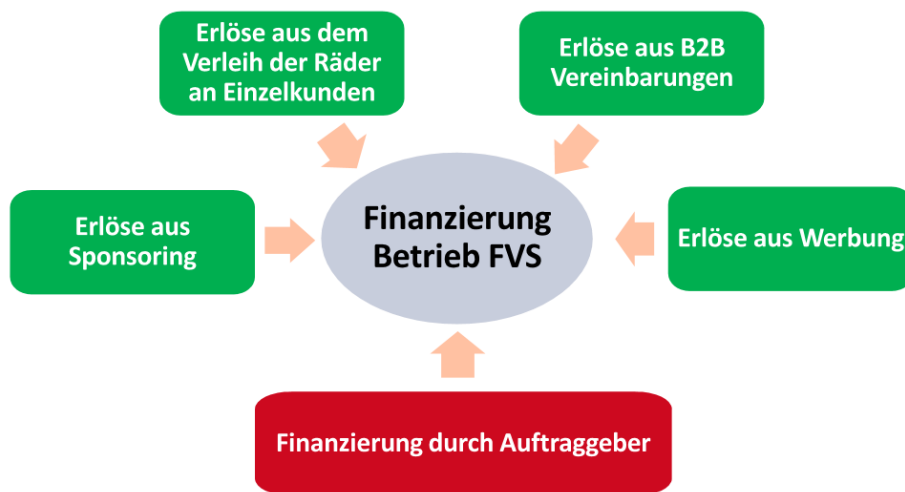 Erlöse aus dem
Verleih der Räder
an Einzelkunden
Erlöse aus B2B
Vereinbarungen
Erlöse aus
Sponsoring
Finanzierung
Betrieb FVS
Erlöse aus Werbung
Finanzierung durch Auftraggeber